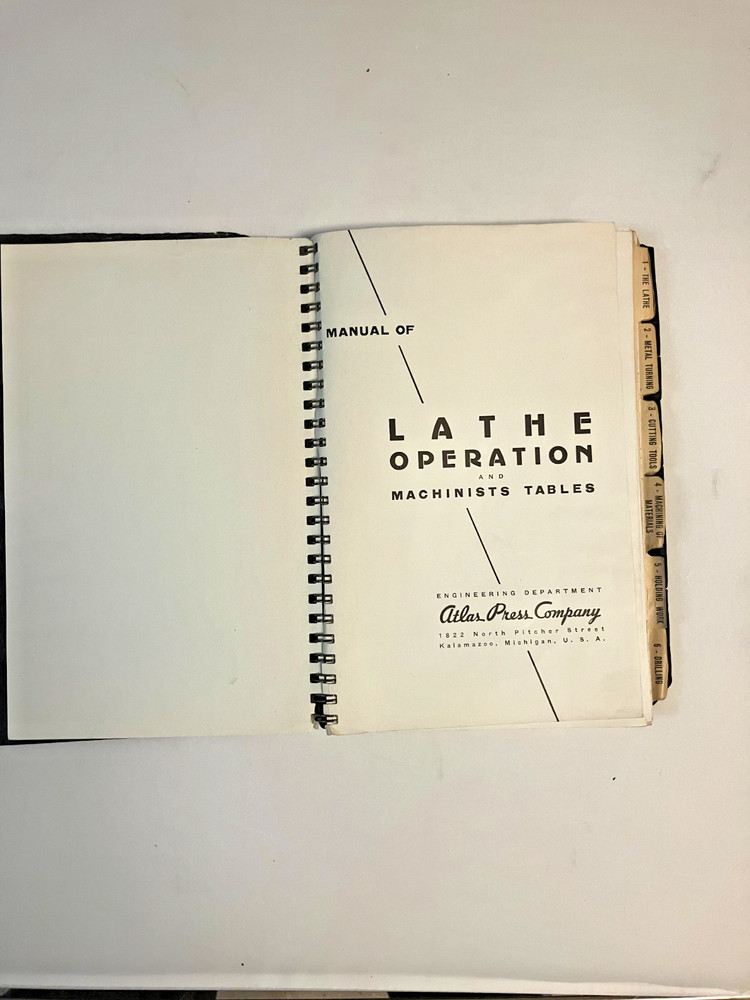 MANUAL OF
LATHE
OPERATION
AND
MACHINISTS TABLES
ENGINEERING DEPARTMENT
Atlas Press Company
1822 North Pitcher Street
Kalamazoo, Michigan, U. S. A.
1 - THE LATHE
2 - METAL TURNING
3 - CUTTING TOOLS
4 - MACHINING OF
MATERIALS
5 - HOLDING WORK
6 - DRILLING